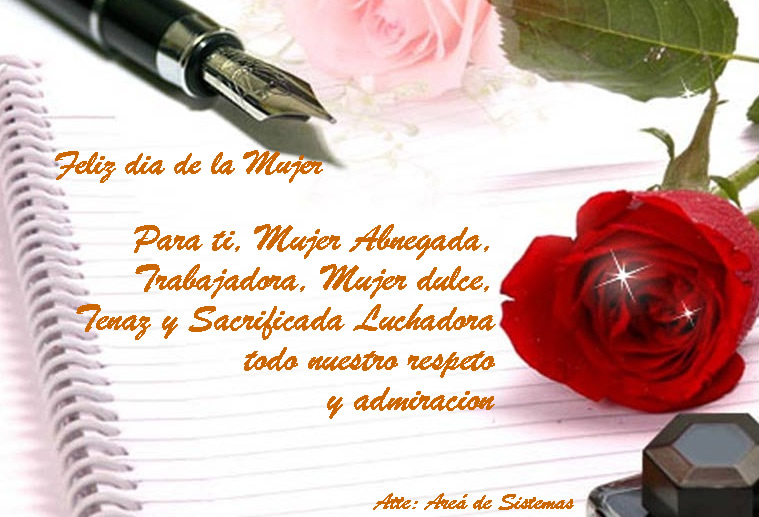 Feliz dia de la Mujer
Para ti, Mujer Abnegada,
Trabajadora, Mujer dulce,
Tenaz y Sacrificada Luchadora
todo nuestro respeto
y admiracion
Atte: Areá de Sistemas